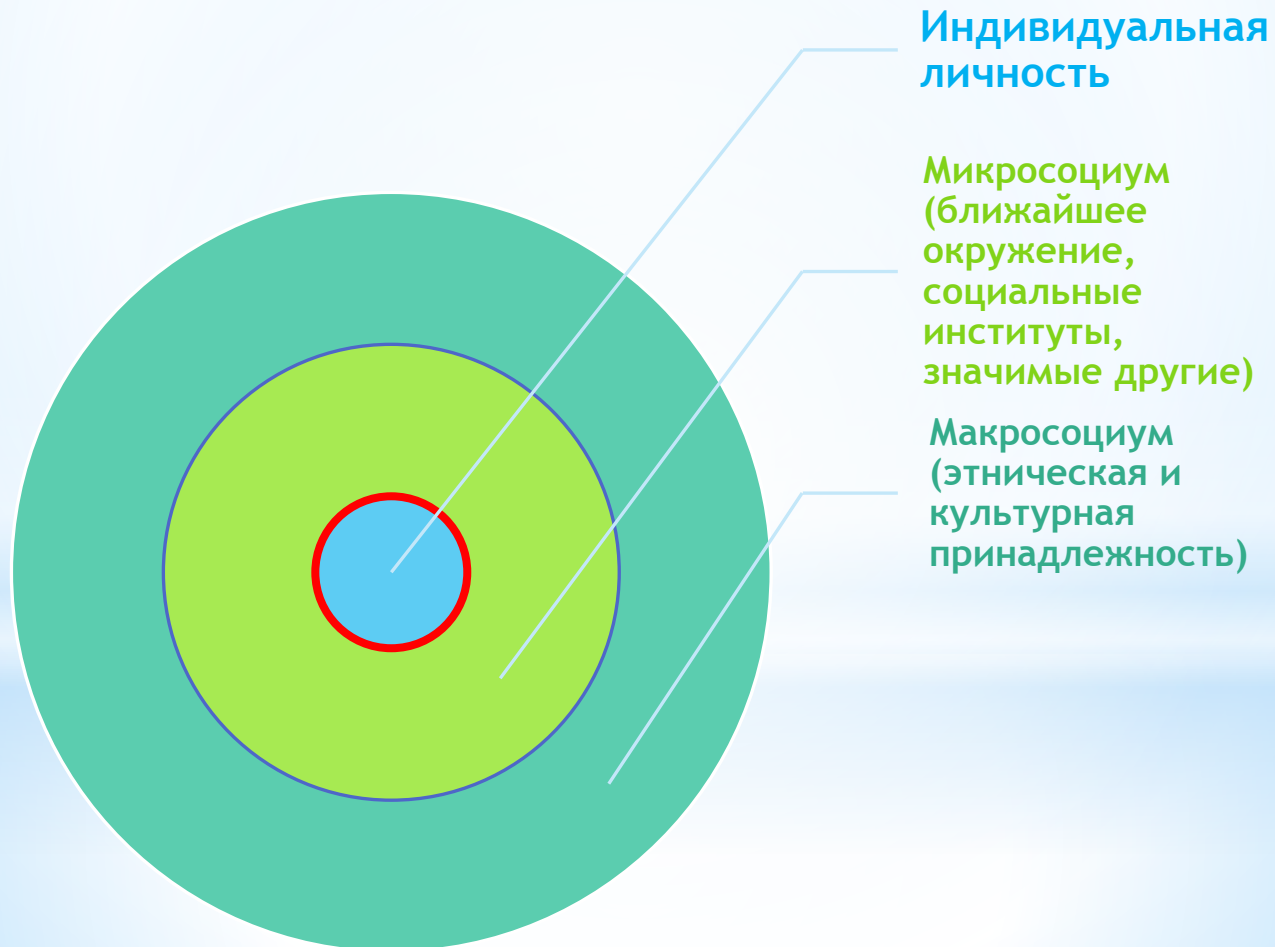 Индивидуальная
личность
Микросоциум
(ближайшее
окружение,
социальные
институты,
значимые другие)
Макросоциум
(этническая и
культурная
принадлежность)